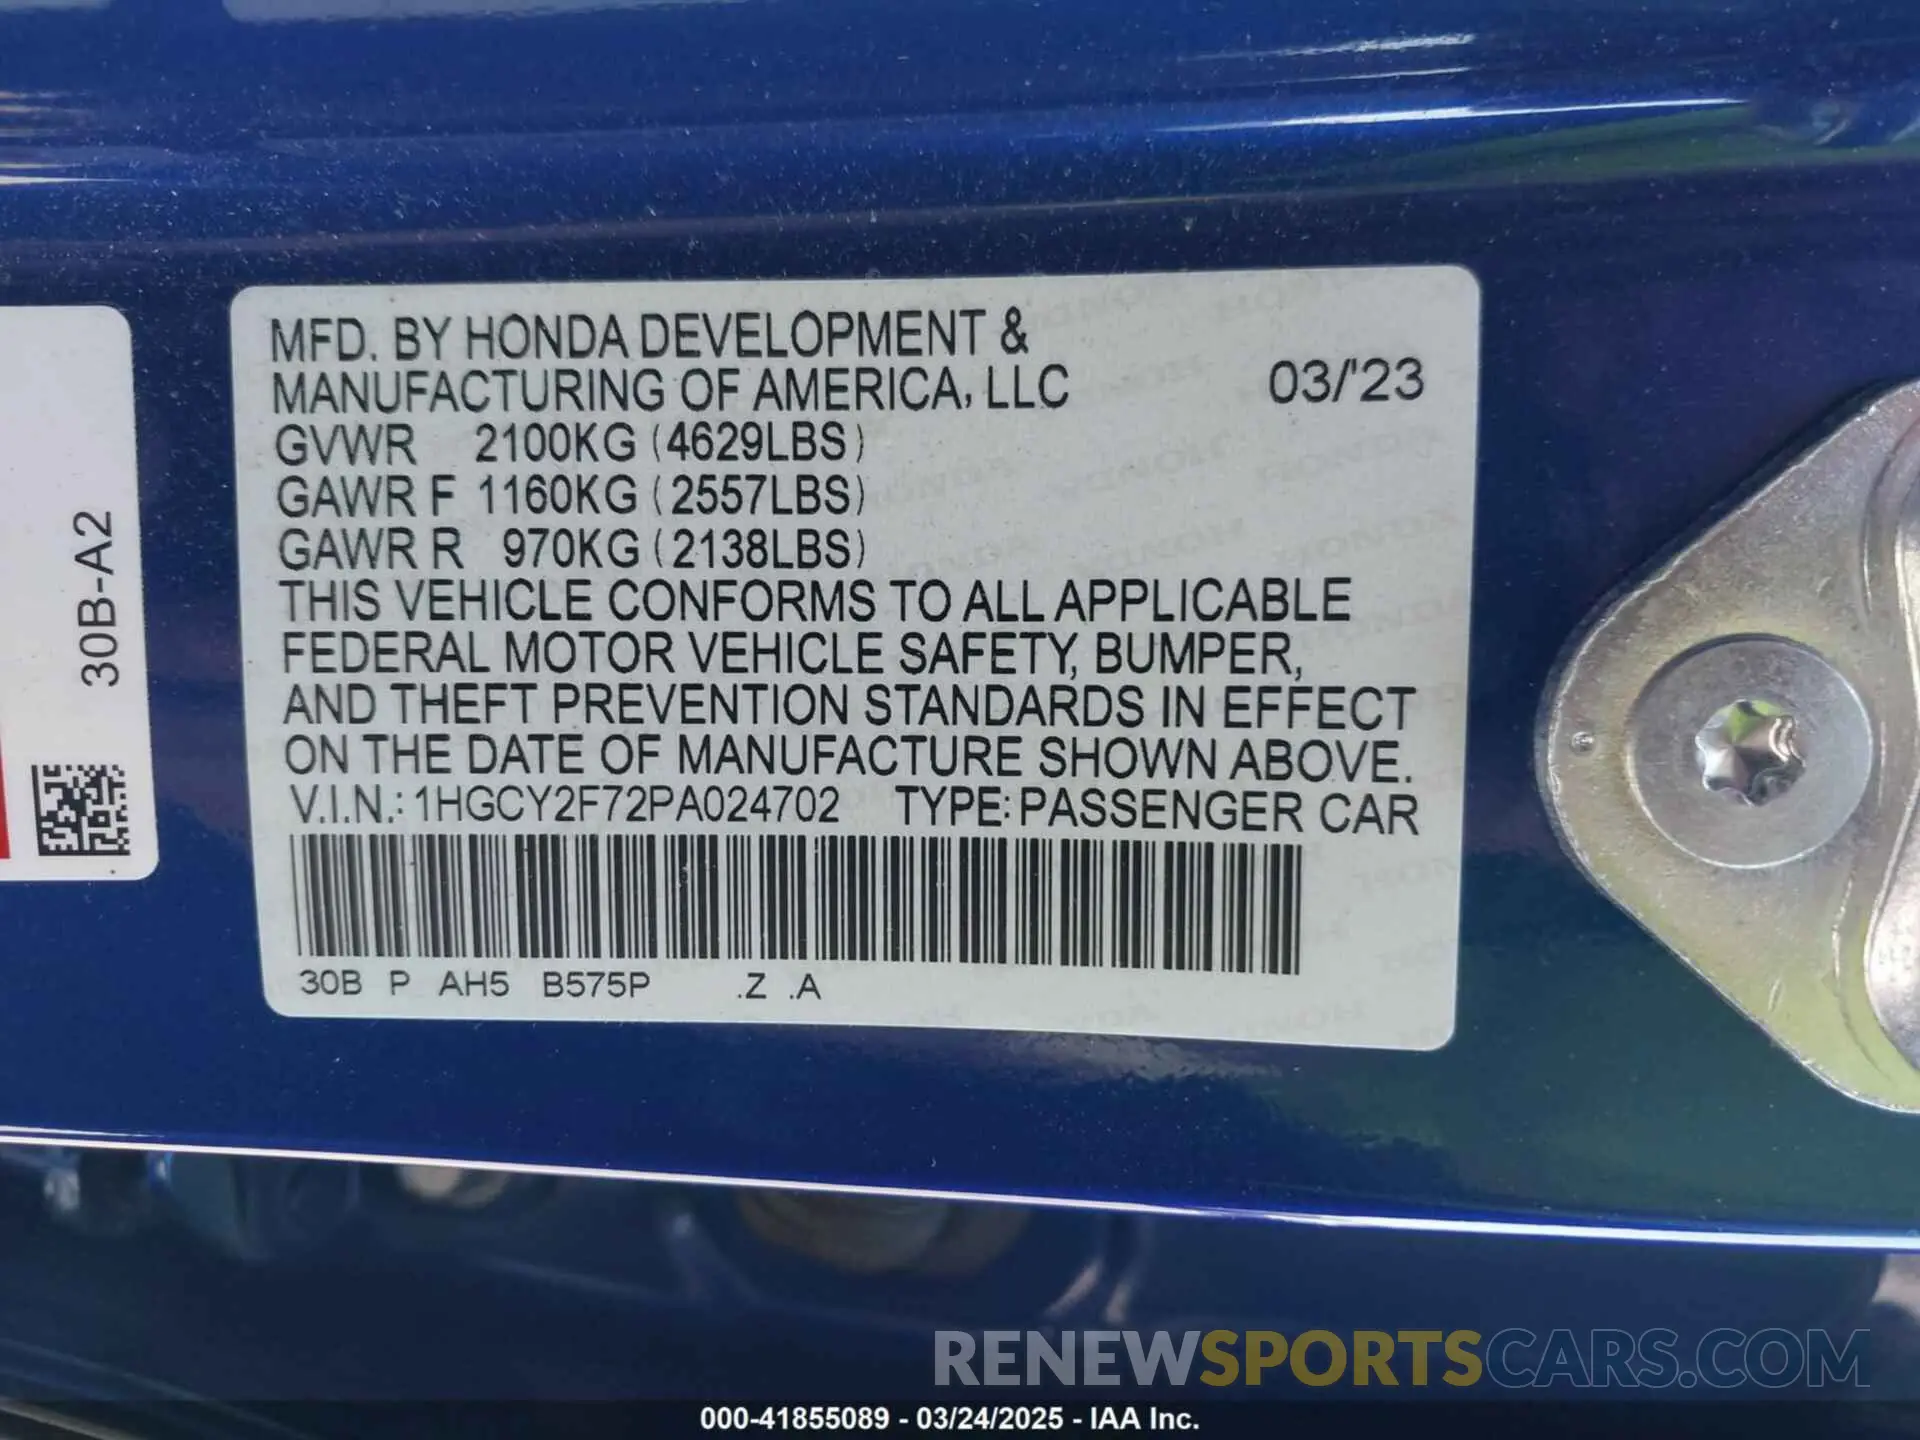 MFD. BY HONDA DEVELOPMENT &
MANUFACTURING OF AMERICA, LLC 03/'23
GVWR 2100KG (4629LBS)
GAWR F 1160KG (2557LBS)
GAWR R 970KG (2138LBS)
THIS VEHICLE CONFORMS TO ALL APPLICABLE
FEDERAL MOTOR VEHICLE SAFETY, BUMPER,
AND THEFT PREVENTION STANDARDS IN EFFECT
ON THE DATE OF MANUFACTURE SHOWN ABOVE.
V.I.N.: 1HGCY2F72PA024702 TYPE: PASSENGER CAR
30B P AH5 B575P .Z .A
30B-A2
RENEWSPORTSCARS.COM
000-41855089 - 03/24/2025 - IAA Inc.